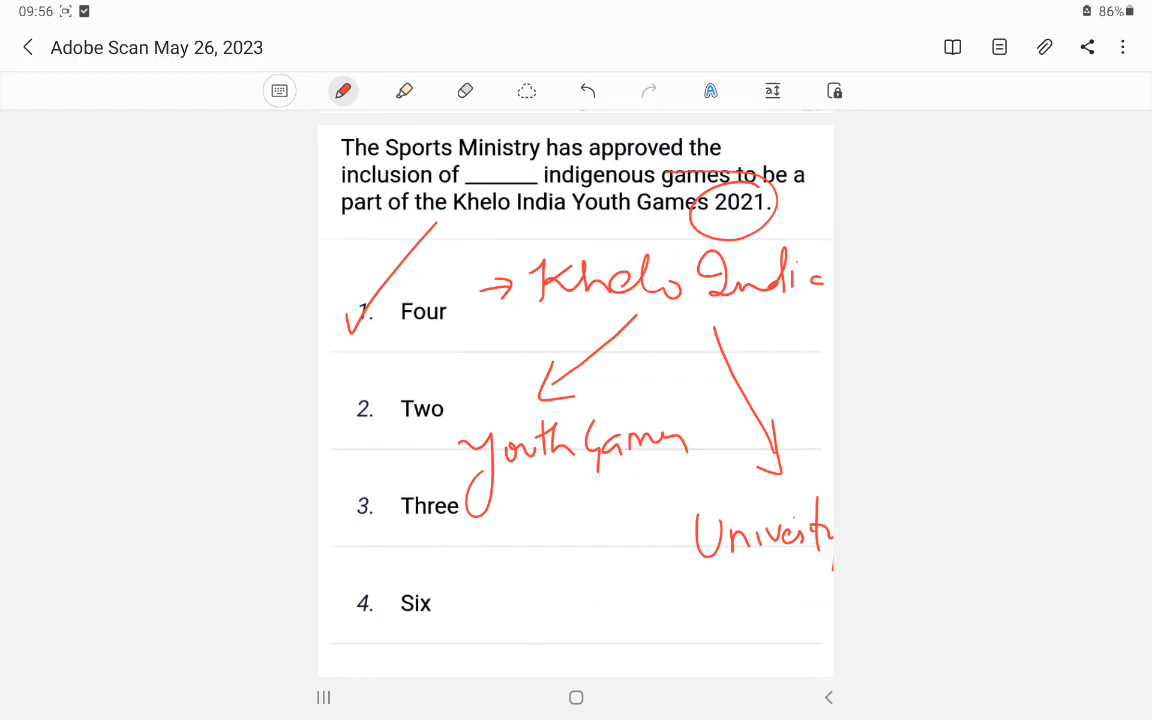 09:56
86%
Adobe Scan May 26, 2023
The Sports Ministry has approved the
inclusion of ______ indigenous games to be a
part of the Khelo India Youth Games 2021.
→ Khelo India
1. Four
2. Two
Youth Games
3. Three
Universit
4. Six